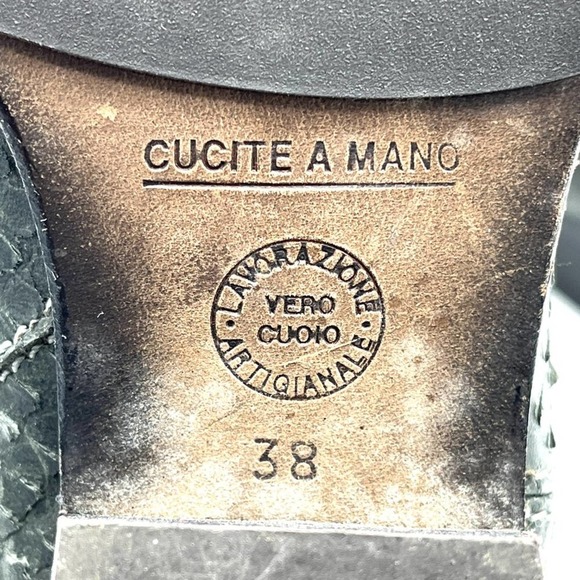 CUCITE A MANO
LAVORAZIONE
VERO
CUOIO
ARTIGIANALE
38